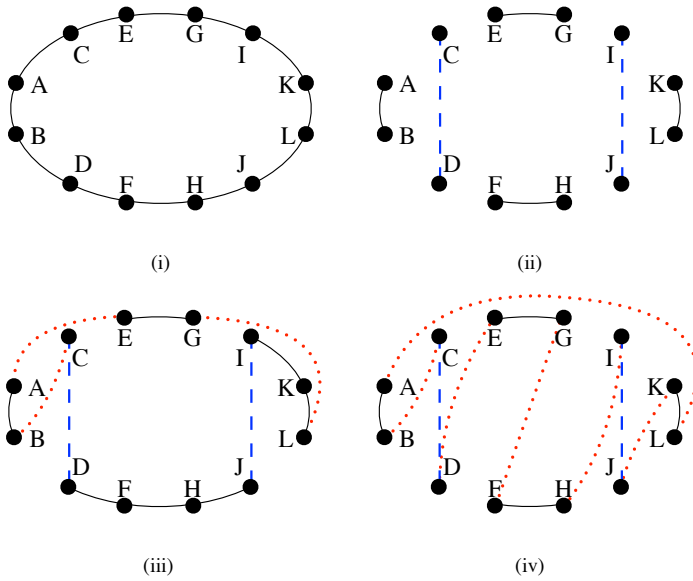 E G E G
C I C I
A K A K
B L B L
D J D J
F H F H
(i) (ii)
E G E G
C I C I
A K A K
B L B L
D J D J
F H F H
(iii) (iv)